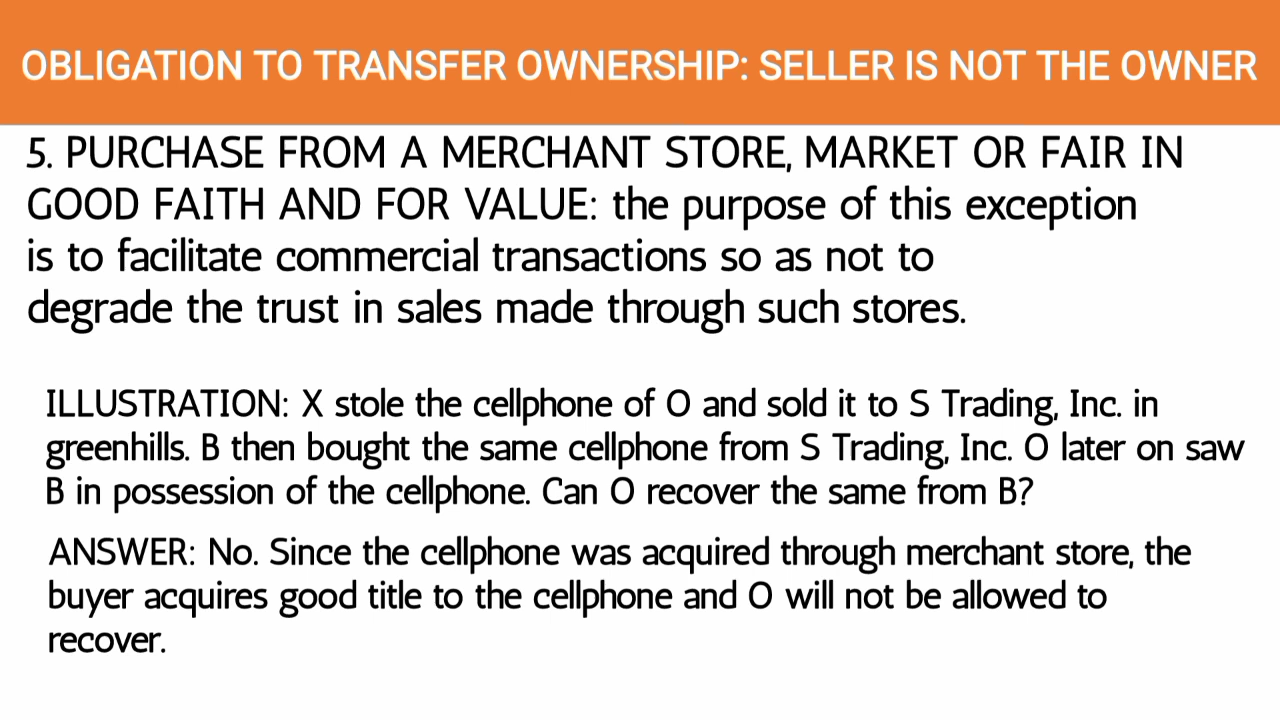 OBLIGATION TO TRANSFER OWNERSHIP: SELLER IS NOT THE OWNER
5. PURCHASE FROM A MERCHANT STORE, MARKET OR FAIR IN
GOOD FAITH AND FOR VALUE: the purpose of this exception
is to facilitate commercial transactions so as not to
degrade the trust in sales made through such stores.
ILLUSTRATION: X stole the cellphone of O and sold it to S Trading, Inc. in
greenhills. B then bought the same cellphone from S Trading, Inc. O later on saw
B in possession of the cellphone. Can O recover the same from B?
ANSWER: No. Since the cellphone was acquired through merchant store, the
buyer acquires good title to the cellphone and O will not be allowed to
recover.